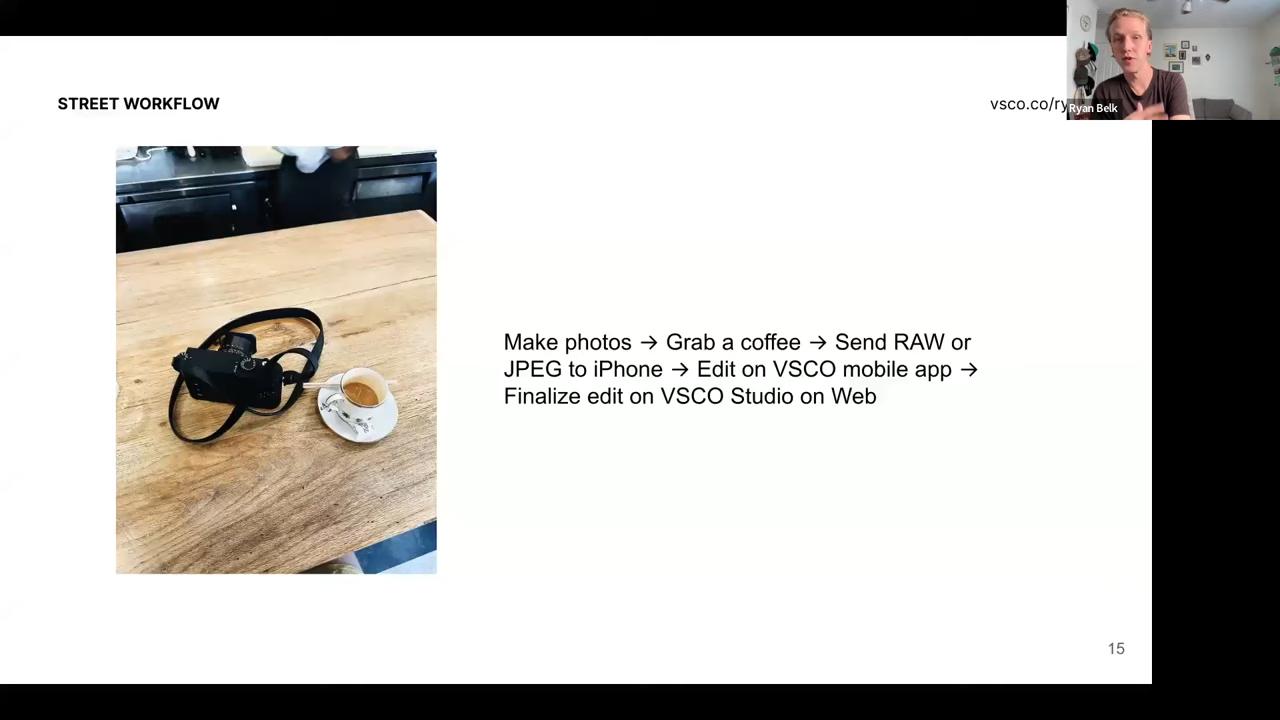 STREET WORKFLOW
vsco.co/ry
Ryan Belk
Make photos → Grab a coffee → Send RAW or
JPEG to iPhone → Edit on VSCO mobile app →
Finalize edit on VSCO Studio on Web
15